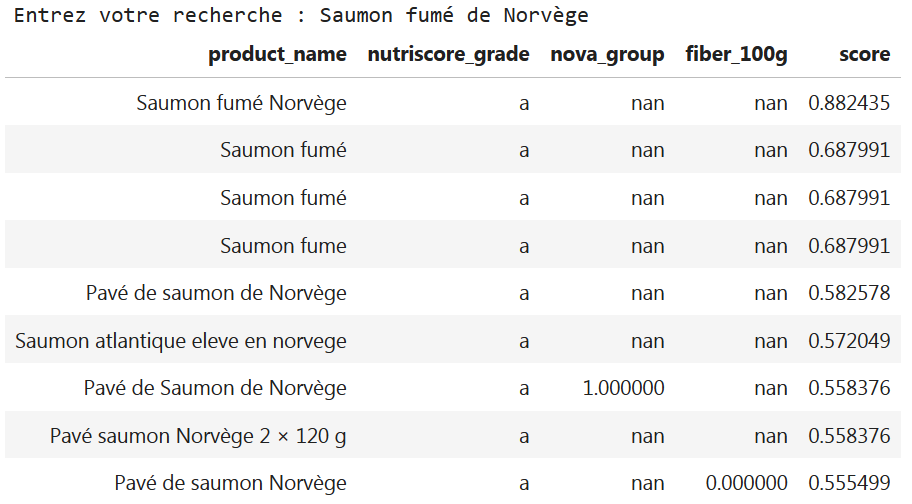 Entrez votre recherche : Saumon fumé de Norvège
product_name nutriscore_grade nova_group fiber_100g score
Saumon fumé Norvège a nan nan 0.882435
Saumon fumé a nan nan 0.687991
Saumon fumé a nan nan 0.687991
Saumon fume a nan nan 0.687991
Pavé de saumon de Norvège a nan nan 0.582578
Saumon atlantique eleve en norvege a nan nan 0.572049
Pavé de Saumon de Norvège a 1.000000 nan 0.558376
Pavé saumon Norvège 2 × 120 g a nan nan 0.558376
Pavé de saumon Norvège a nan 0.000000 0.555499